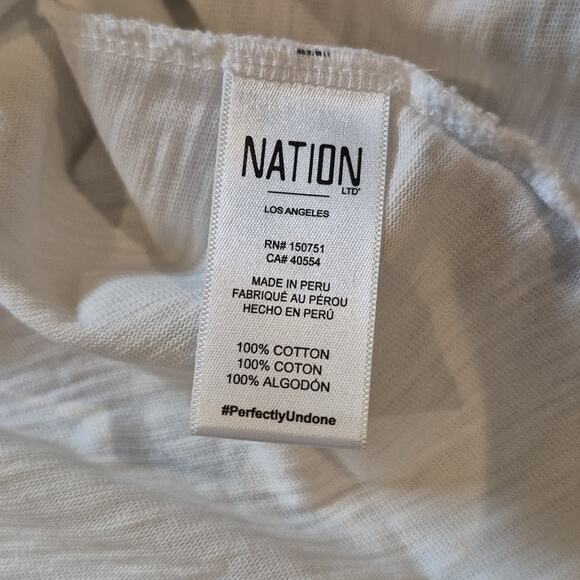 NATION
LTD
LOS ANGELES
RN# 150751
CA# 40554
MADE IN PERU
FABRIQUÉ AU PÉROU
HECHO EN PERÚ
100% COTTON
100% COTON
100% ALGODÓN
#PerfectlyUndone